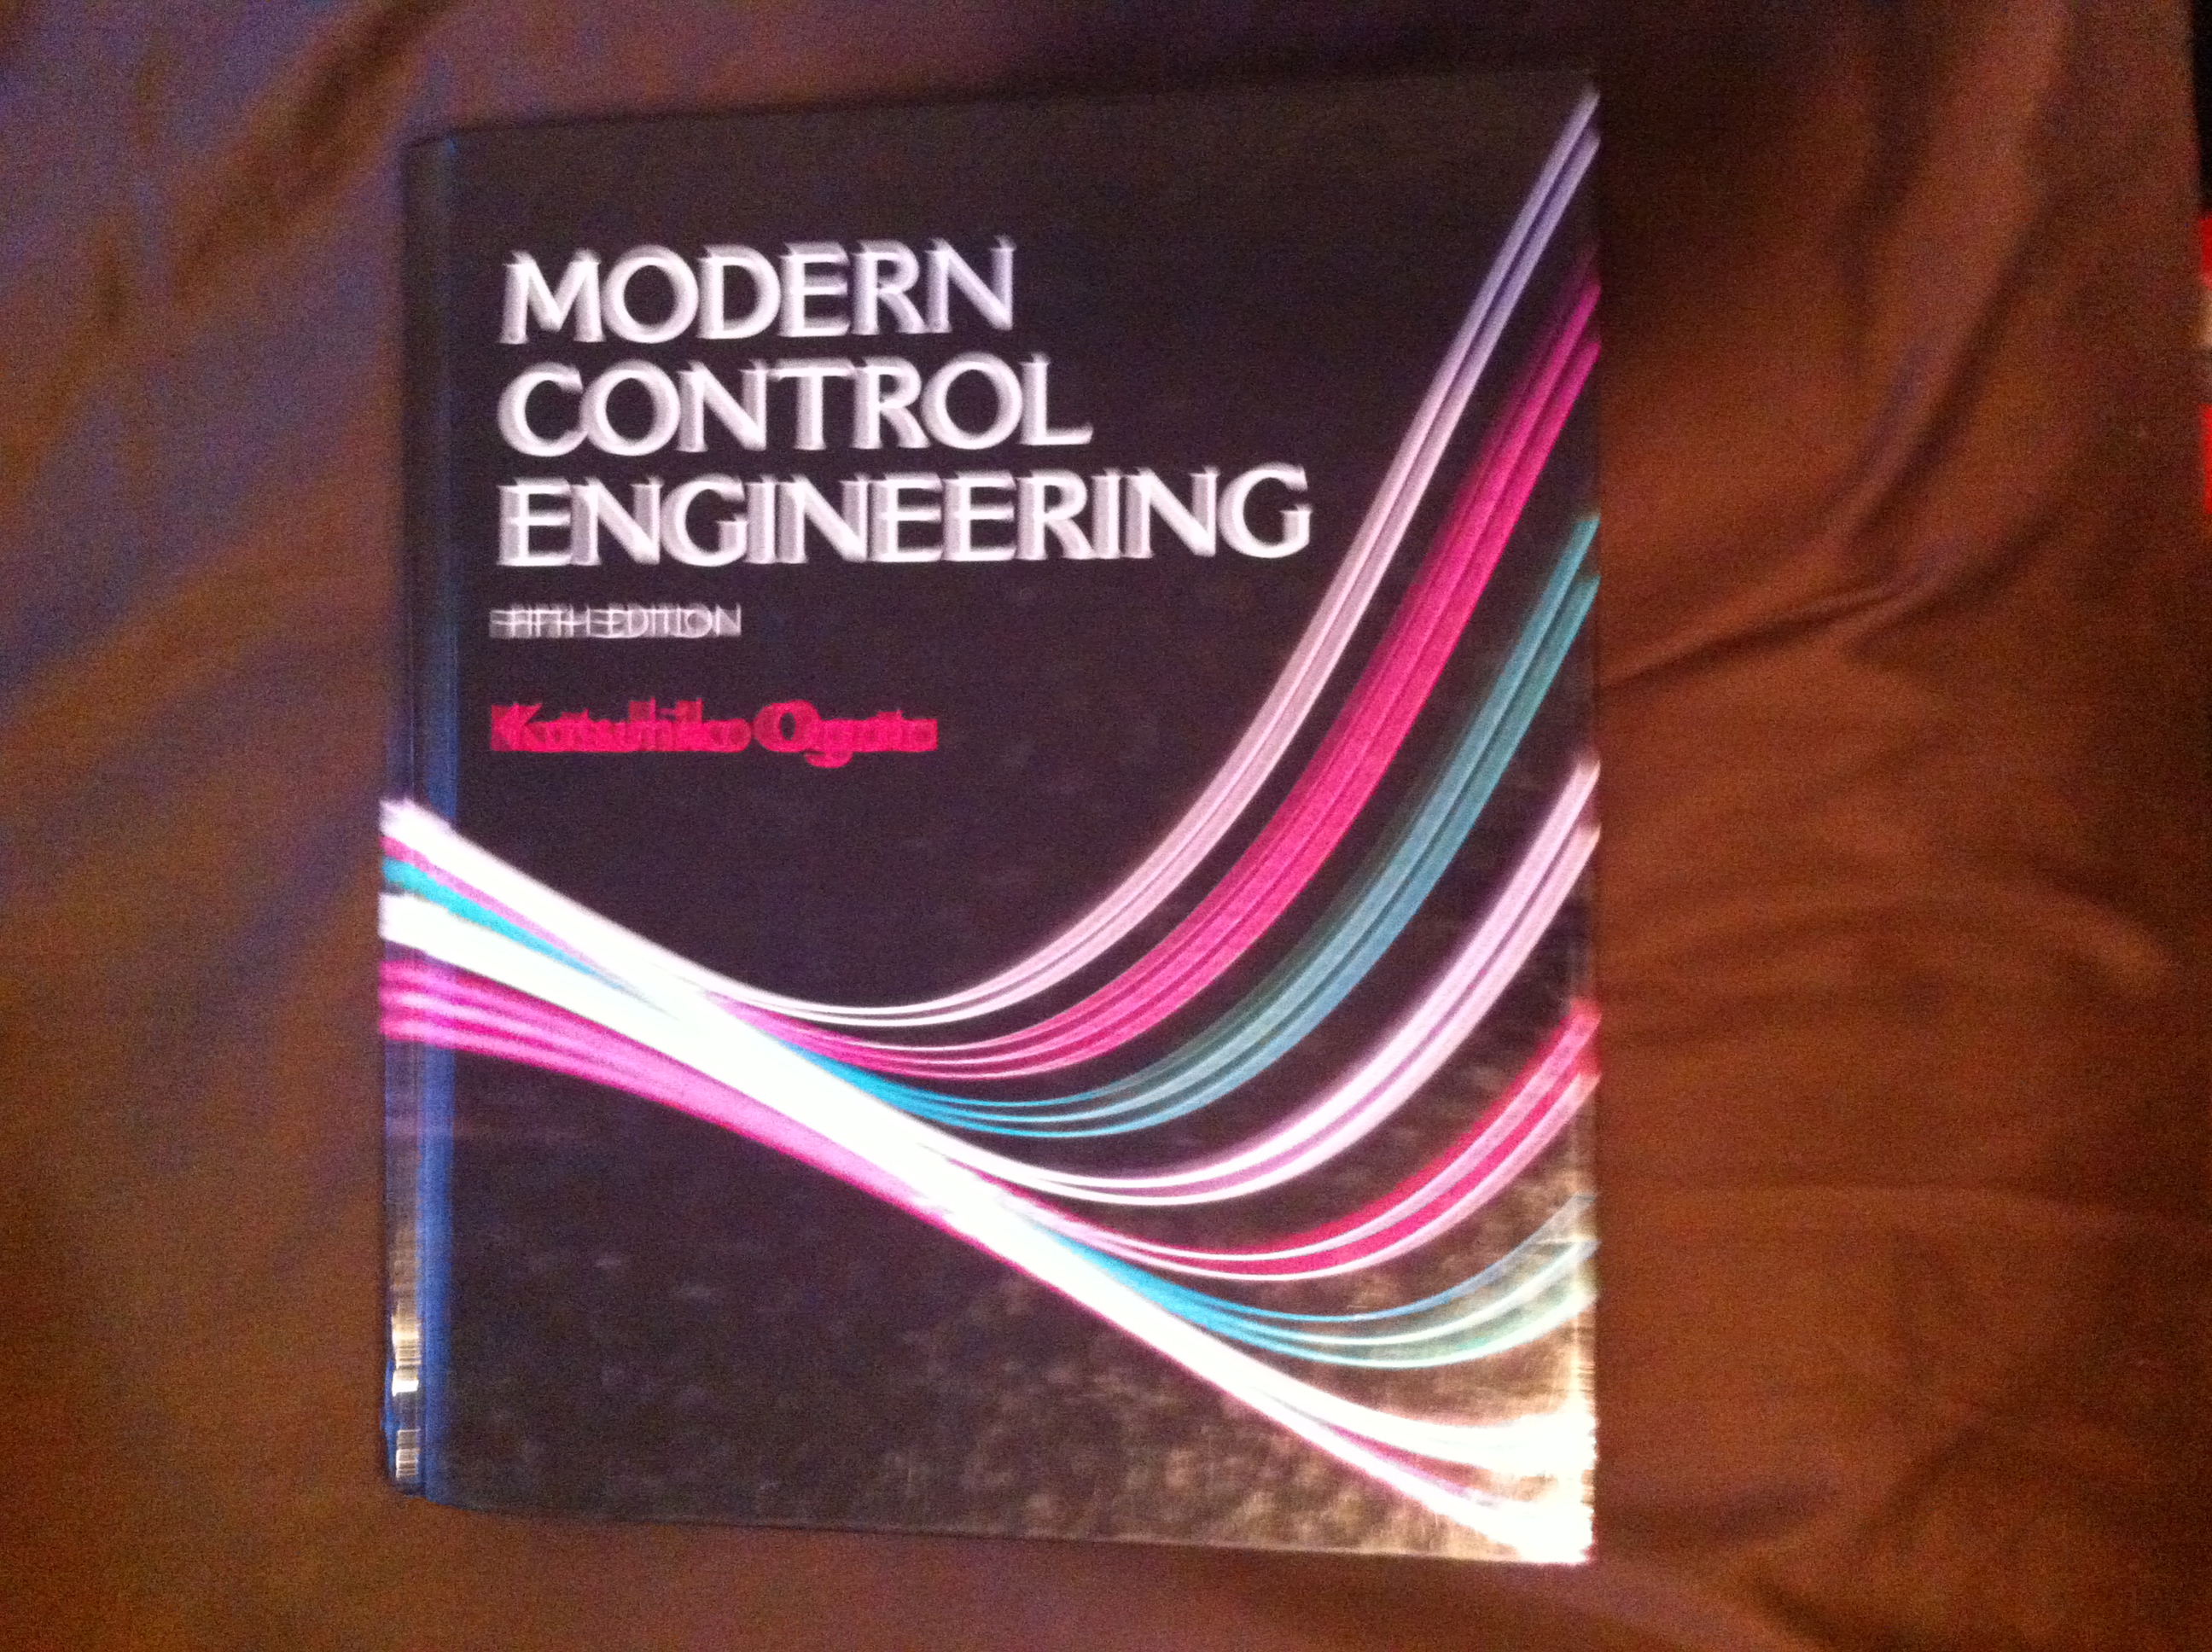 MODERN
CONTROL
ENGINEERING
FIFTH EDITION
Katsuhiko Ogata